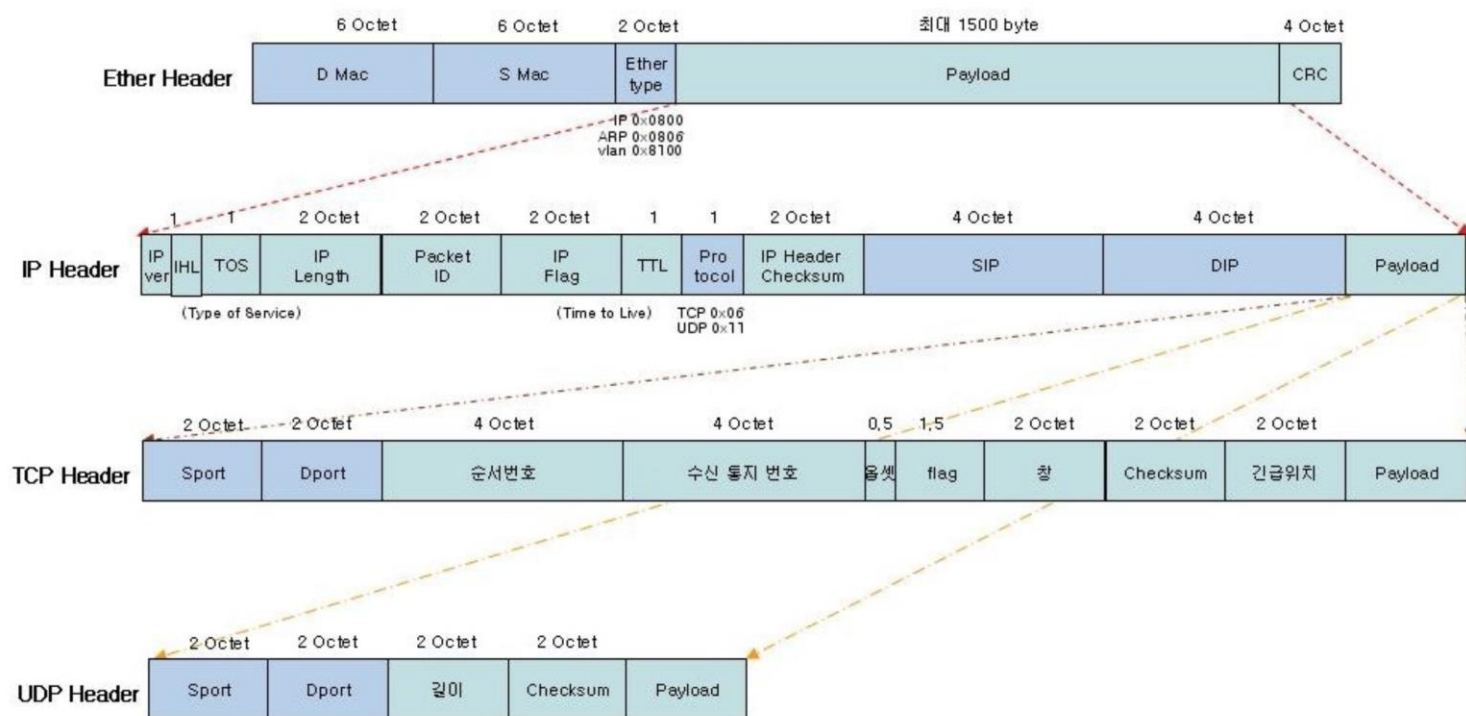 6 Octet 6 Octet 2 Octet 최대 1500 byte 4 Octet
Ether Header D Mac S Mac Ether type Payload CRC
IP 0x0800
ARP 0x0806
vlan 0x8100
1 1 2 Octet 2 Octet 2 Octet 1 1 2 Octet 4 Octet 4 Octet
IP Header IP ver IHL TOS IP Length Packet ID IP Flag TTL Pro tocol IP Header Checksum SIP DIP Payload
(Type of Service) (Time to Live) TCP 0x06
UDP 0x11
2 Octet 2 Octet 4 Octet 4 Octet 0,5 1,5 2 Octet 2 Octet 2 Octet
TCP Header Sport Dport 순서번호 수신 통지 번호 옵셋 flag 창 Checksum 긴급위치 Payload
2 Octet 2 Octet 2 Octet 2 Octet
UDP Header Sport Dport 길이 Checksum Payload